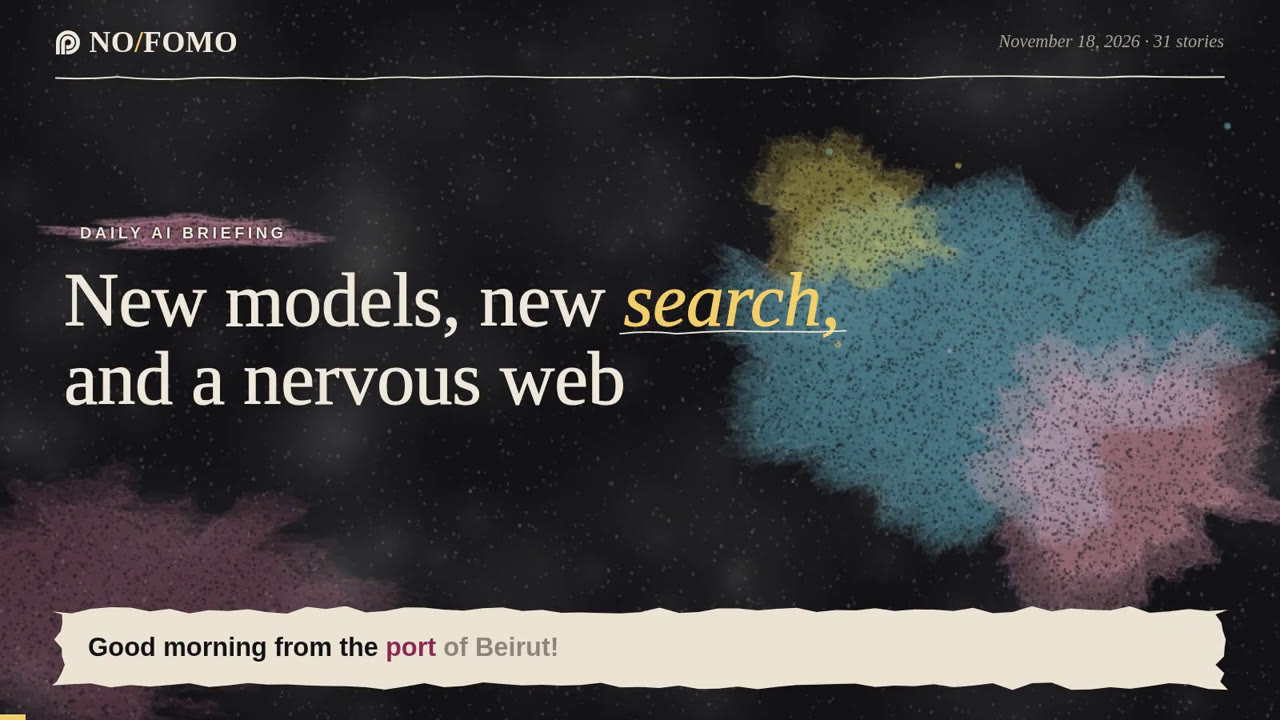 NO/FOMO
November 18, 2026 · 31 stories
DAILY AI BRIEFING
New models, new search,
and a nervous web
Good morning from the port of Beirut!